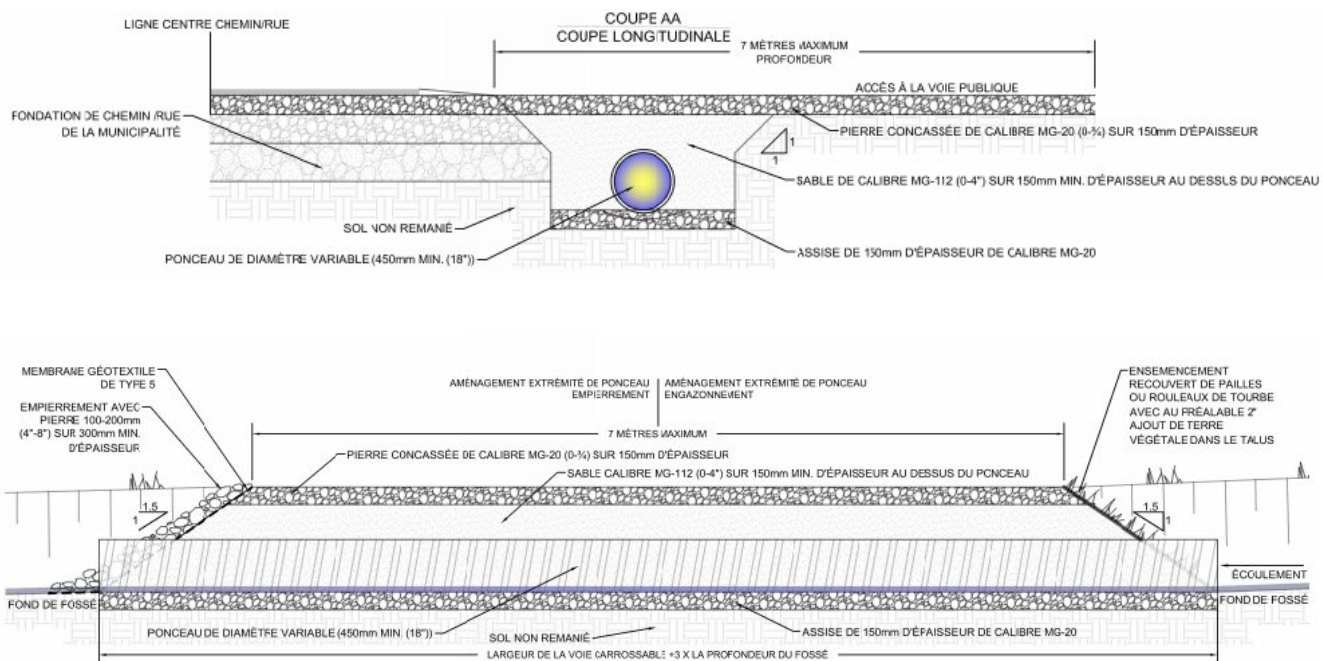 LIGNE CENTRE CHEMIN/RUE
COUPE AA
COUPE LONGITUDINALE
7 MÈTRES MAXIMUM
PROFONDEUR
ACCÈS À LA VOIE PUBLIQUE
FONDATION DE CHEMIN /RUE
DE LA MUNICIPALITÉ
PIERRE CONCASSÉE DE CALIBRE MG-20 (0-¾) SUR 150mm D'ÉPAISSEUR
1
1
SABLE DE CALIBRE MG-112 (0-4") SUR 150mm MIN. D'ÉPAISSEUR AU DESSUS DU PONCEAU
SOL NON REMANIÉ
PONCEAU DE DIAMÈTRE VARIABLE (450mm MIN. (18"))
ASSISE DE 150mm D'ÉPAISSEUR DE CALIBRE MG-20
MEMBRANE GÉOTEXTILE
DE TYPE 5
EMPIERREMENT AVEC
PIERRE 100-200mm
(4"-8") SUR 300mm MIN.
D'ÉPAISSEUR
AMÉNAGEMENT EXTRÉMITÉ DE PONCEAU
EMPIERREMENT
AMÉNAGEMENT EXTRÉMITÉ DE PONCEAU
ENGAZONNEMENT
ENSEMENCEMENT
RECOUVERT DE PAILLES
OU ROULEAUX DE TOURBE
AVEC AU PRÉALABLE 2"
AJOUT DE TERRE
VÉGÉTALE DANS LE TALUS
7 MÈTRES MAXIMUM
PIERRE CONCASSÉE DE CALIBRE MG-20 (0-¾) SUR 150mm D'ÉPAISSEUR
SABLE CALIBRE MG-112 (0-4") SUR 150mm MIN. D'ÉPAISSEUR AU DESSUS DU PONCEAU
1.5
1
1.5
1
ÉCOULEMENT
FOND DE FOSSÉ
FOND DE FOSSÉ
PONCEAU DE DIAMÈTRE VARIABLE (450mm MIN. (18"))
SOL NON REMANIÉ
ASSISE DE 150mm D'ÉPAISSEUR DE CALIBRE MG-20
LARGEUR DE LA VOIE CARROSSABLE +3 X LA PROFONDEUR DU FOSSÉ